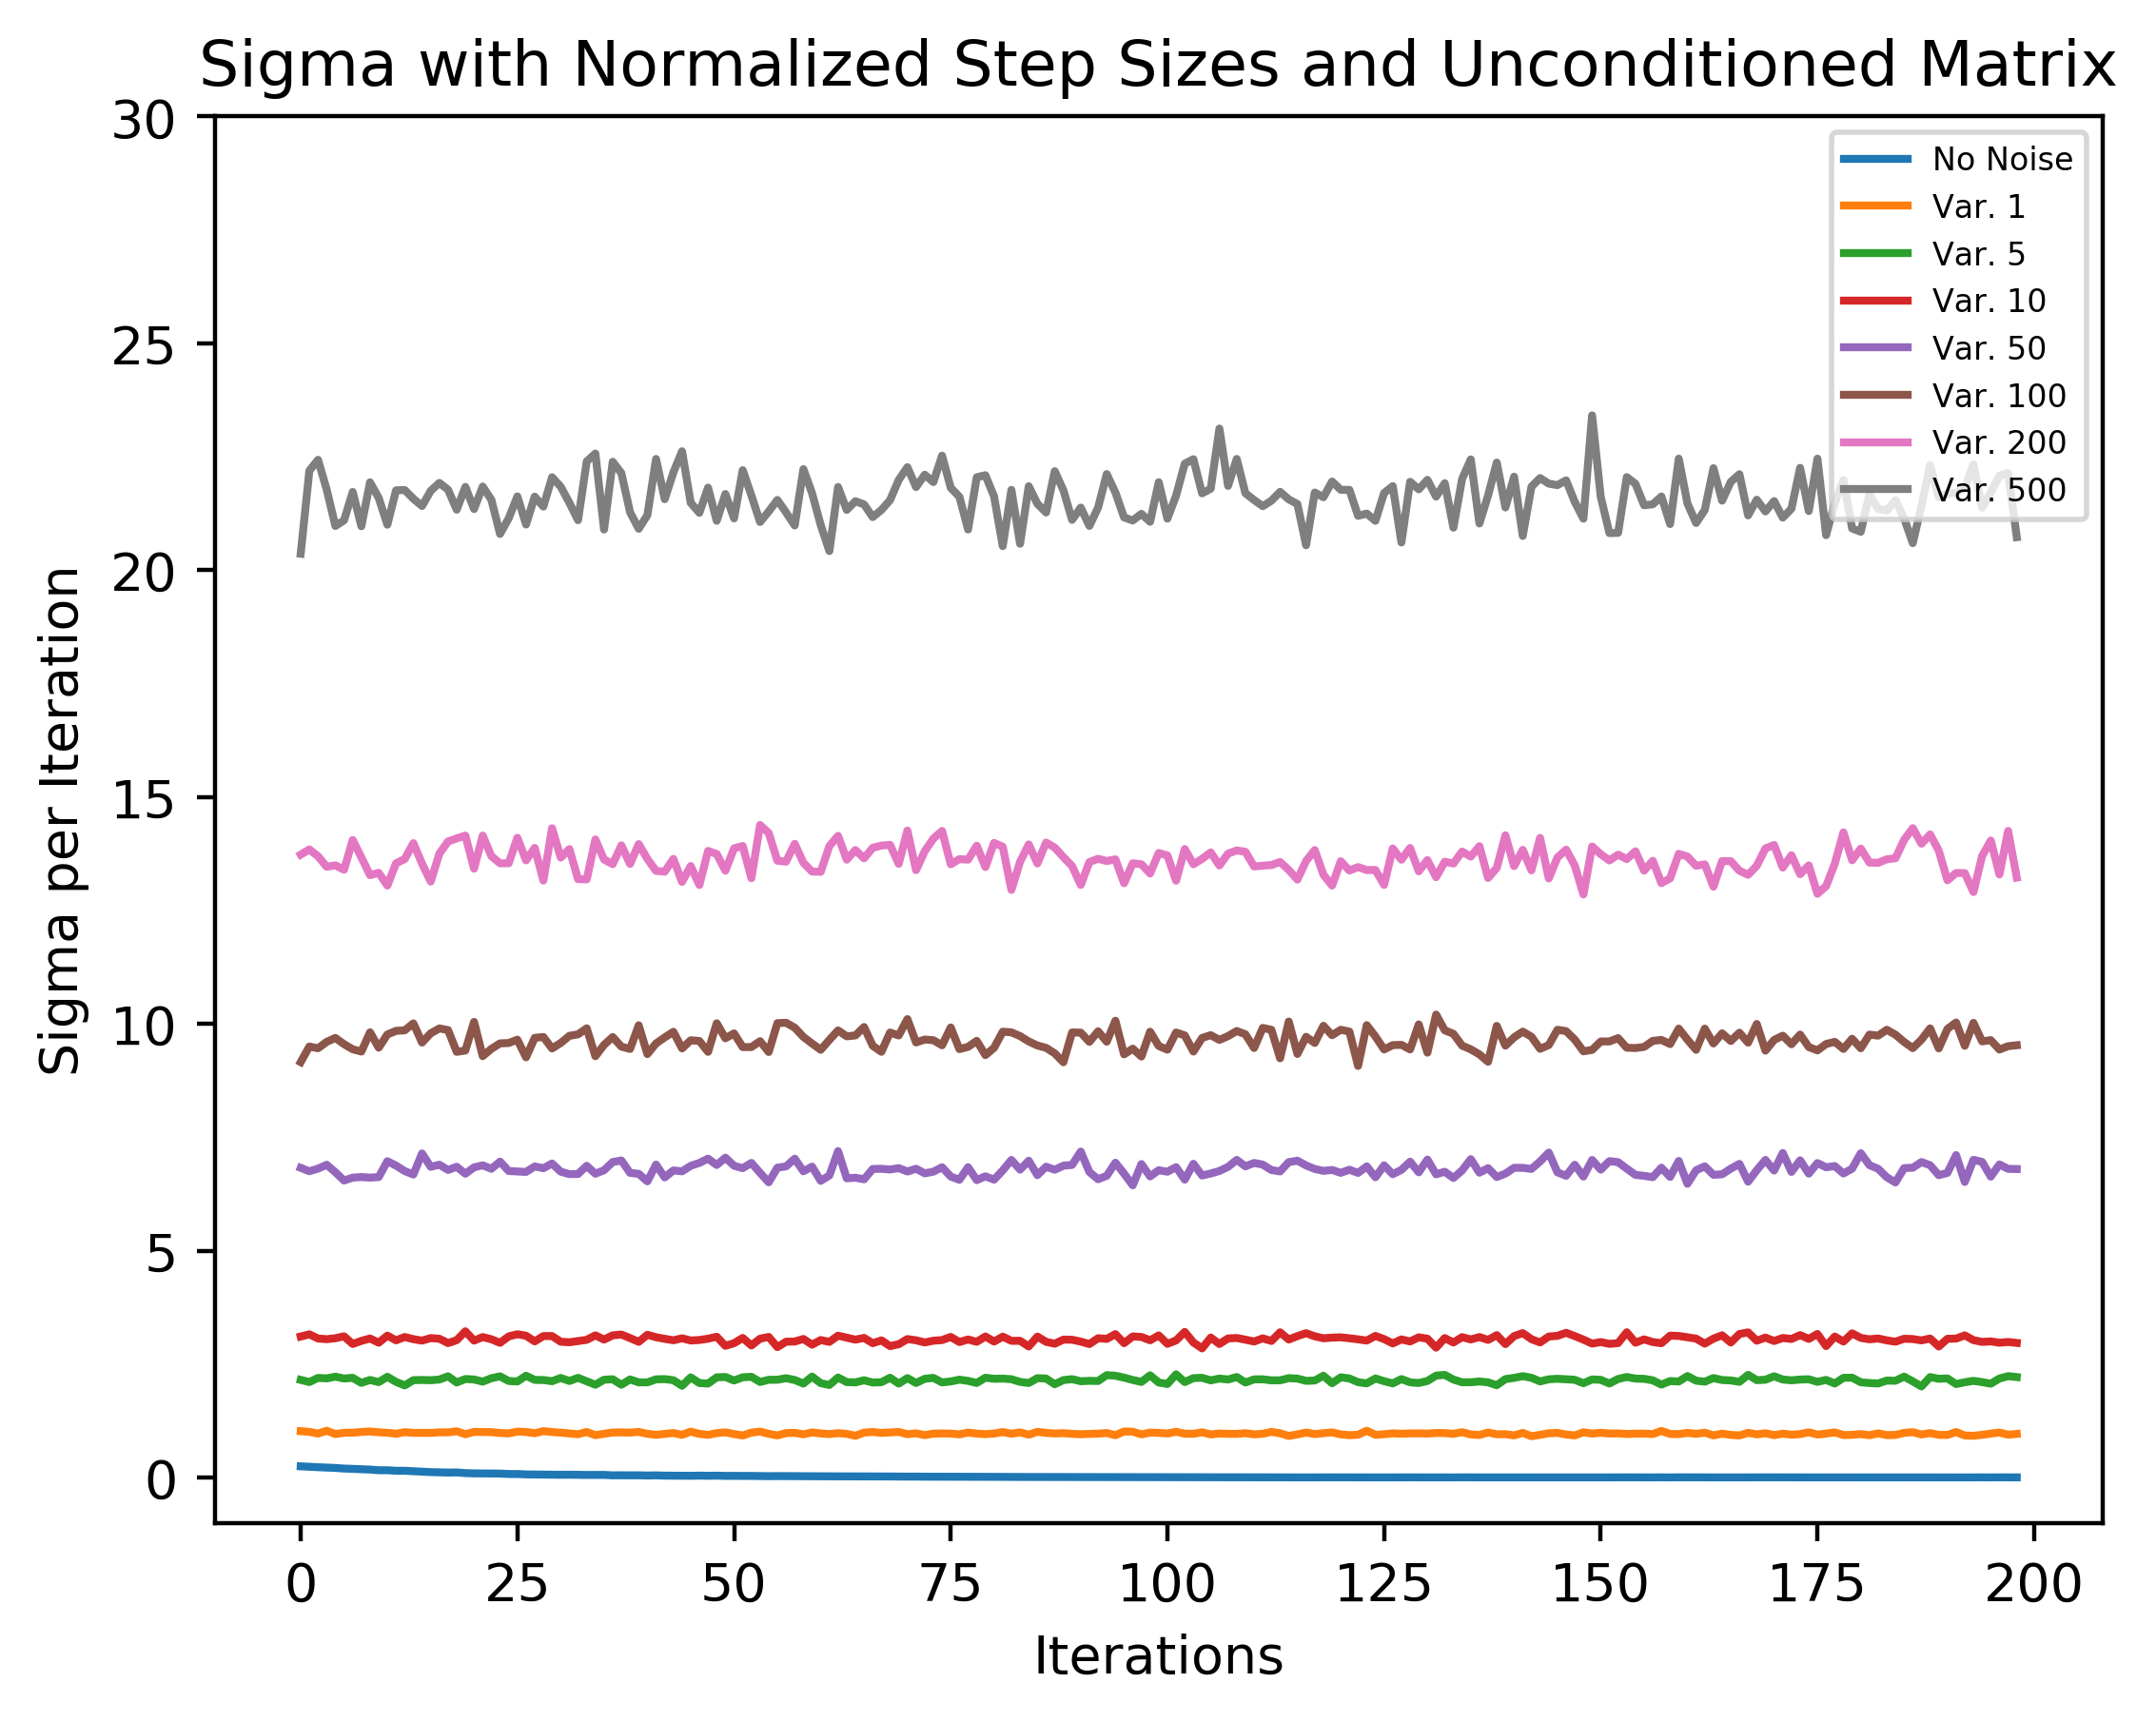 Sigma with Normalized Step Sizes and Unconditioned Matrix
30
25
20
15
10
5
0
Sigma per Iteration
No Noise
Var. 1
Var. 5
Var. 10
Var. 50
Var. 100
Var. 200
Var. 500
0 25 50 75 100 125 150 175 200
Iterations